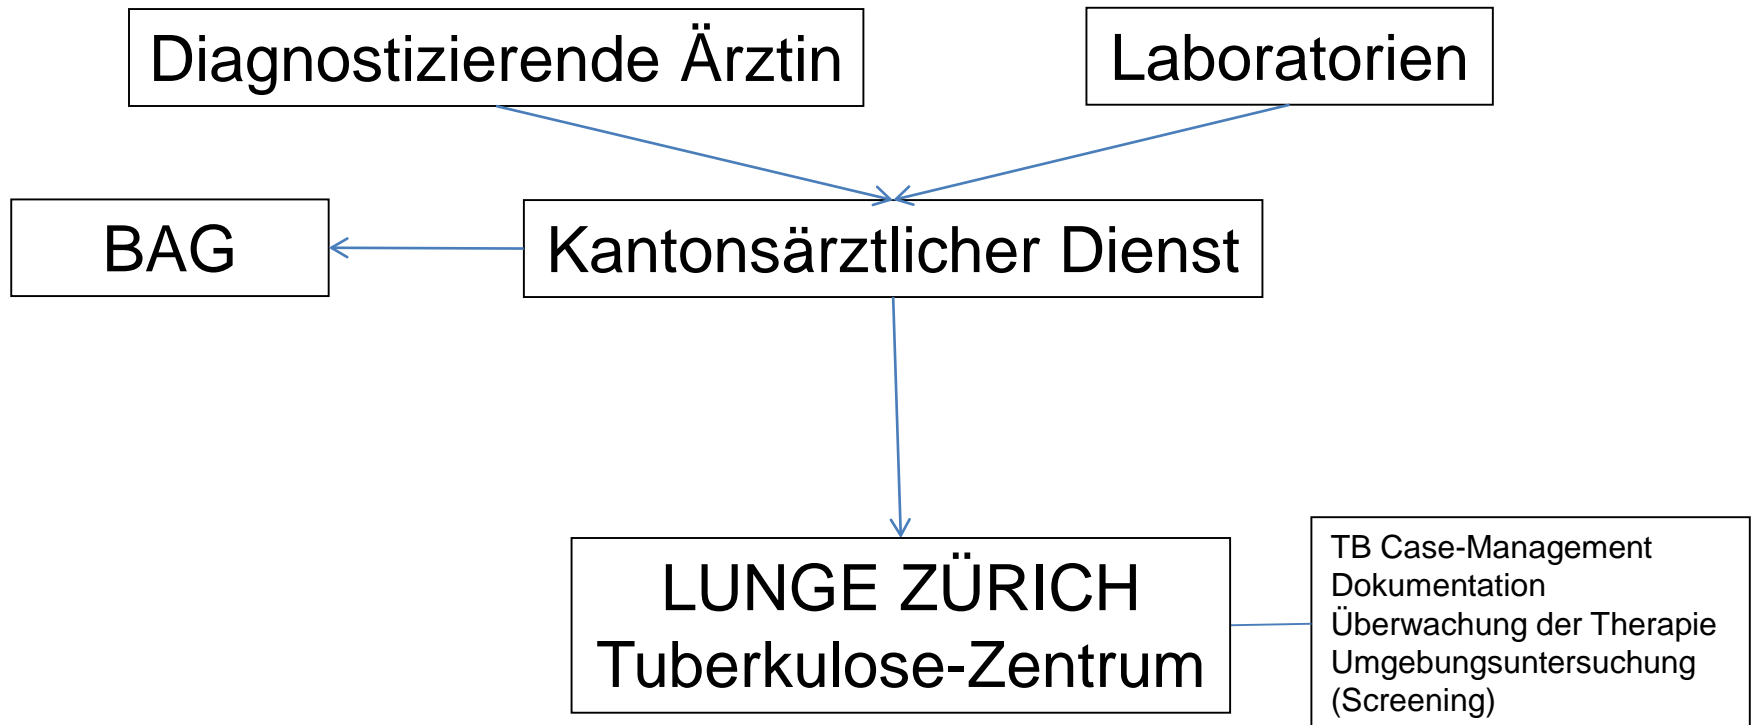 Diagnostizierende Ärztin
Laboratorien
BAG
Kantonsärztlicher Dienst
LUNGE ZÜRICH
Tuberkulose-Zentrum
TB Case-Management
Dokumentation
Überwachung der Therapie
Umgebungsuntersuchung
(Screening)